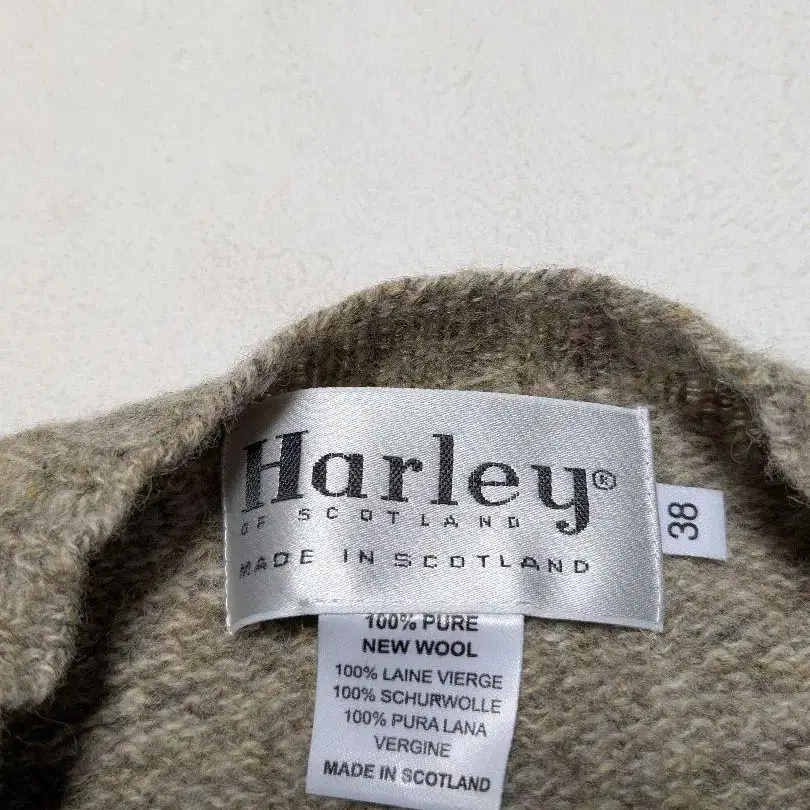 Harley®
OF SCOTLAND
MADE IN SCOTLAND
38
100% PURE
NEW WOOL
100% LAINE VIERGE
100% SCHURWOLLE
100% PURA LANA
VERGINE
MADE IN SCOTLAND